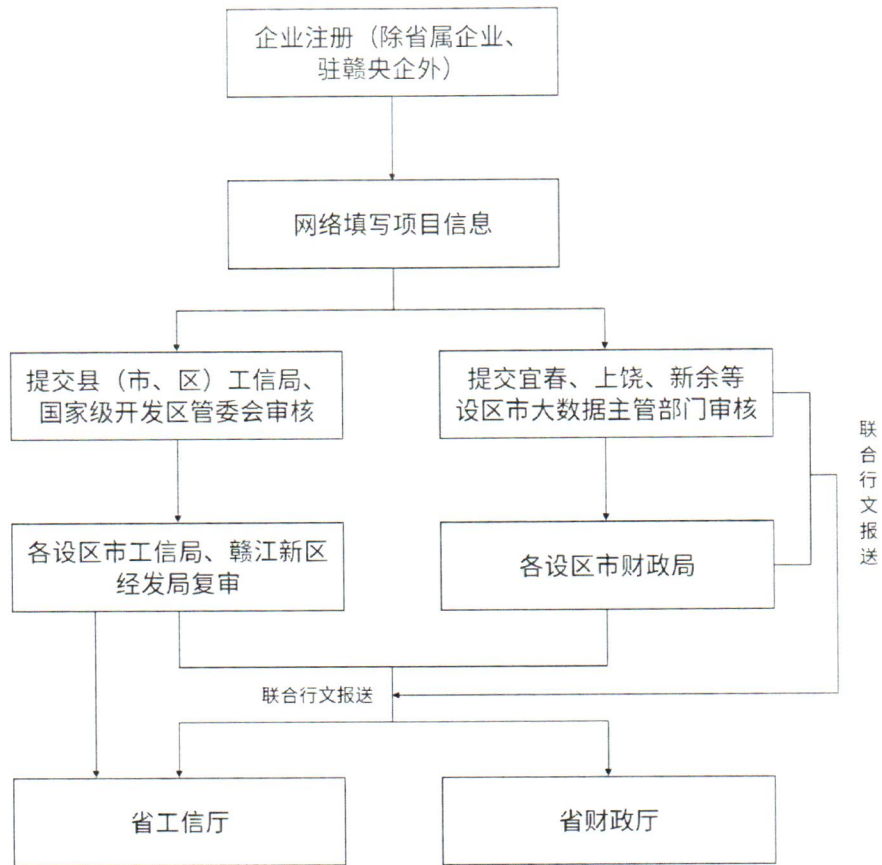 企业注册（除省属企业、
驻赣央企外）
网络填写项目信息
提交县（市、区）工信局、
国家级开发区管委会审核
提交宜春、上饶、新余等
设区市大数据主管部门审核
联合行文报送
各设区市工信局、赣江新区
经发局复审
各设区市财政局
联合行文报送
省工信厅
省财政厅